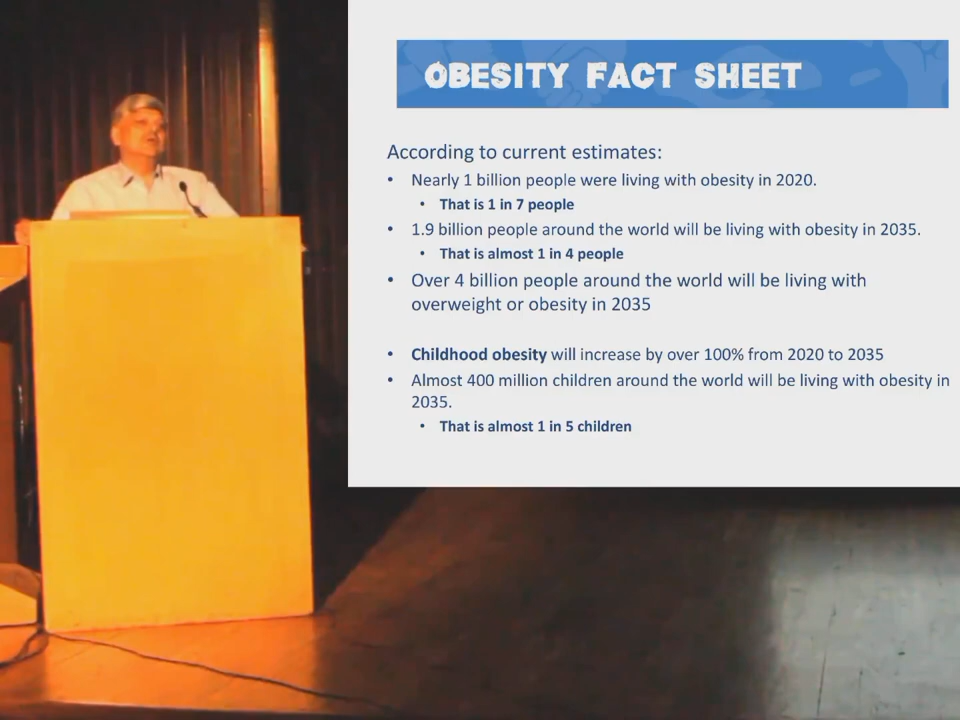 OBESITY FACT SHEET
According to current estimates:
• Nearly 1 billion people were living with obesity in 2020.
• That is 1 in 7 people
• 1.9 billion people around the world will be living with obesity in 2035.
• That is almost 1 in 4 people
• Over 4 billion people around the world will be living with
overweight or obesity in 2035
• Childhood obesity will increase by over 100% from 2020 to 2035
• Almost 400 million children around the world will be living with obesity in
2035.
• That is almost 1 in 5 children